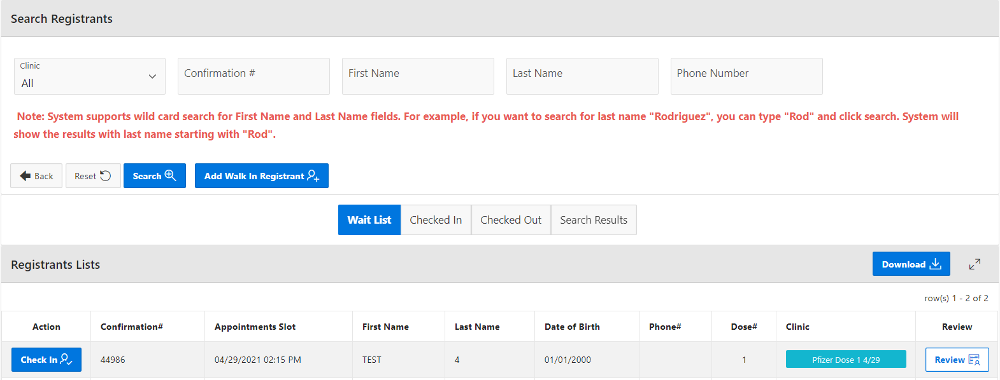 Search Registrants
Clinic
All
Confirmation #
First Name
Last Name
Phone Number
Note: System supports wild card search for First Name and Last Name fields. For example, if you want to search for last name "Rodriguez", you can type "Rod" and click search. System will
show the results with last name starting with "Rod".
Back
Reset
Search
Add Walk In Registrant
Wait List
Checked In
Checked Out
Search Results
Registrants Lists
Download
row(s) 1 - 2 of 2
Action Confirmation# Appointments Slot First Name Last Name Date of Birth Phone# Dose# Clinic Review
Check In 44986 04/29/2021 02:15 PM TEST 4 01/01/2000 1 Pfizer Dose 1 4/29 Review